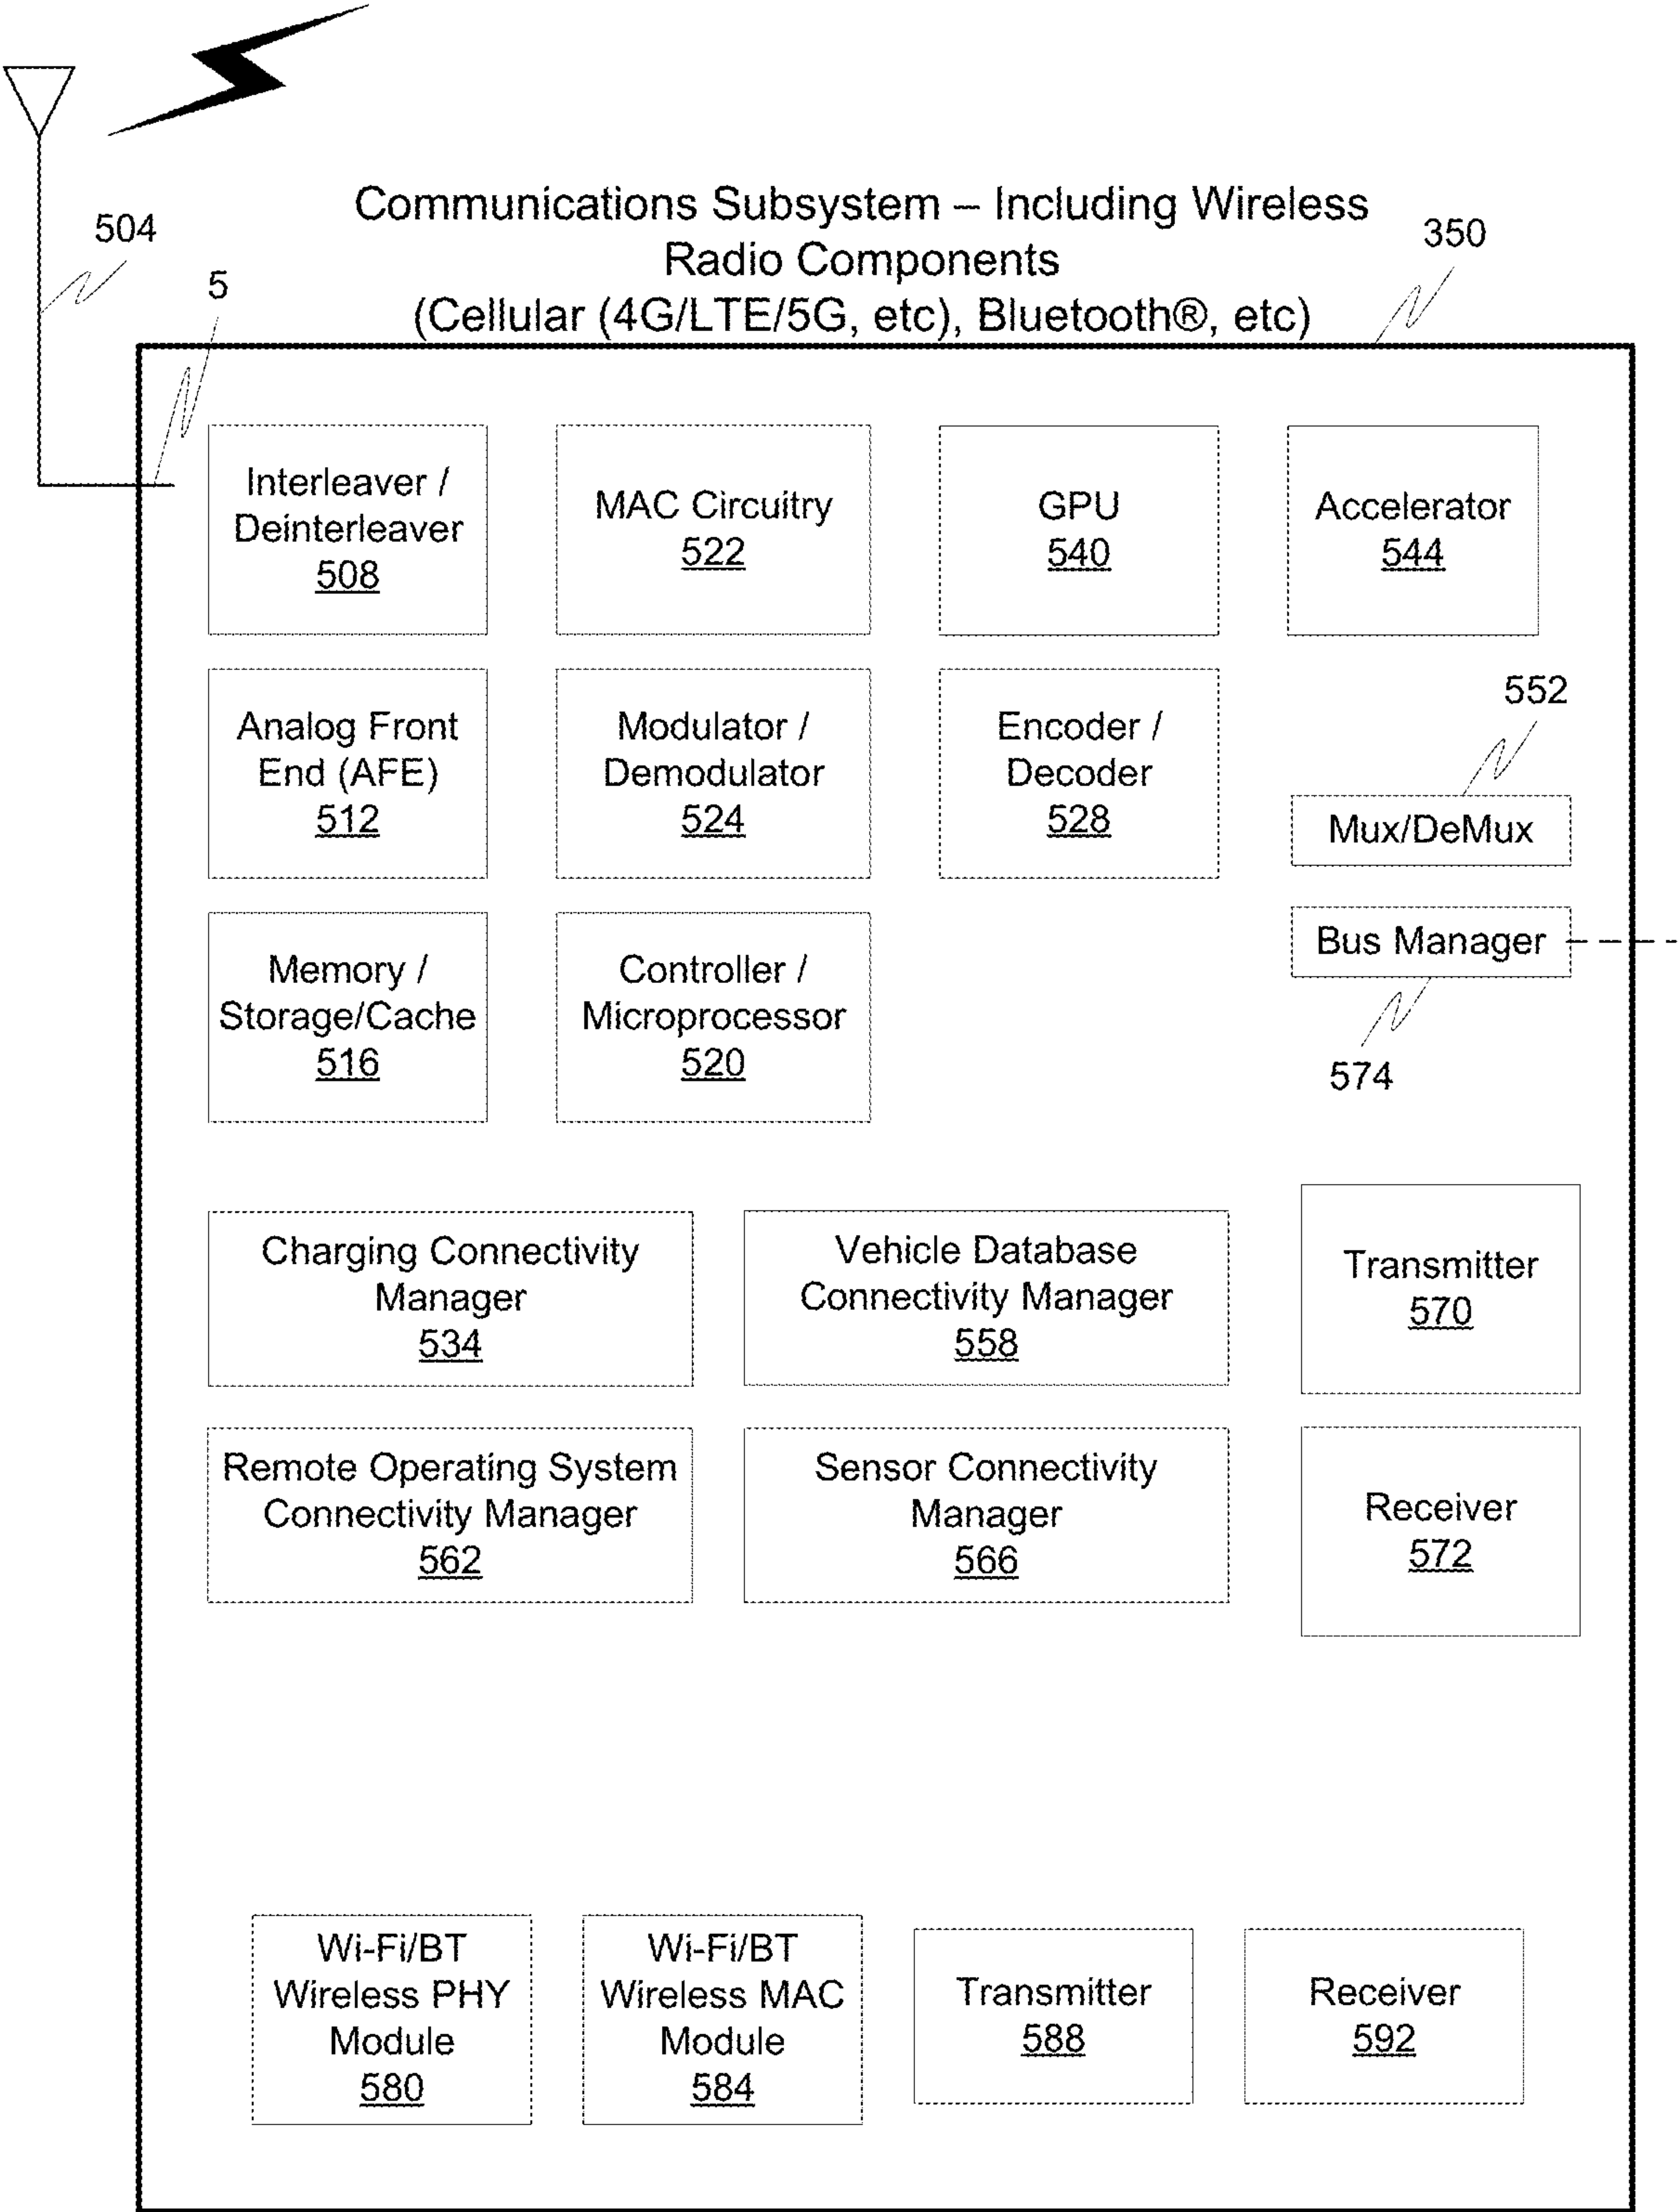 Communications Subsystem – Including Wireless
Radio Components
(Cellular (4G/LTE/5G, etc), Bluetooth®, etc)
504
5
350
Interleaver /
Deinterleaver
508
MAC Circuitry
522
GPU
540
Accelerator
544
Analog Front
End (AFE)
512
Modulator /
Demodulator
524
Encoder /
Decoder
528
552
Mux/DeMux
Memory /
Storage/Cache
516
Controller /
Microprocessor
520
Bus Manager
574
Charging Connectivity
Manager
534
Vehicle Database
Connectivity Manager
558
Transmitter
570
Remote Operating System
Connectivity Manager
562
Sensor Connectivity
Manager
566
Receiver
572
Wi-Fi/BT
Wireless PHY
Module
580
Wi-Fi/BT
Wireless MAC
Module
584
Transmitter
588
Receiver
592